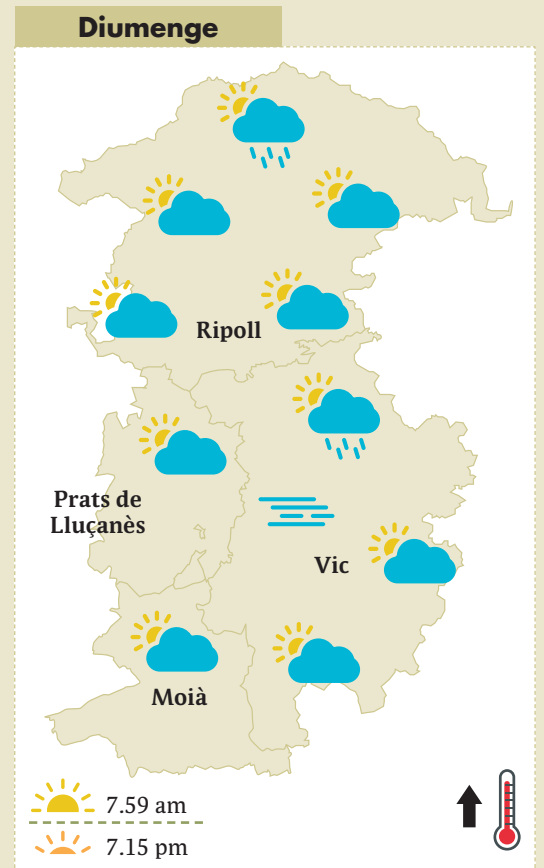 Diumenge
Ripoll
Prats de
Lluçanès
Vic
Moià
7.59 am
7.15 pm